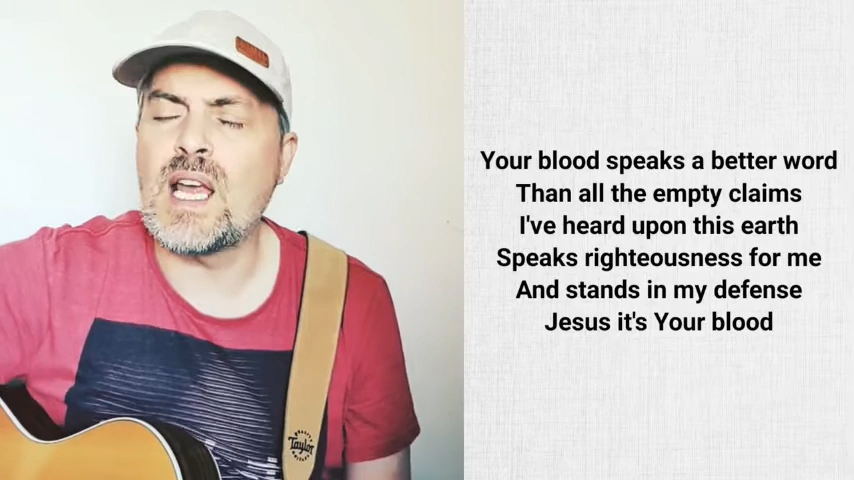 Your blood speaks a better word
Than all the empty claims
I've heard upon this earth
Speaks righteousness for me
And stands in my defense
Jesus it's Your blood
Taylor